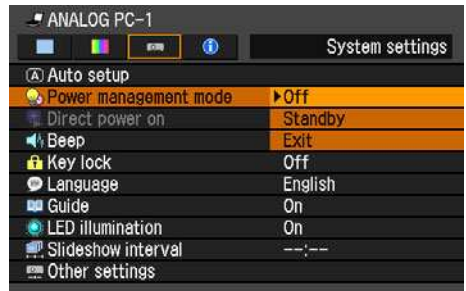 ANALOG PC-1
System settings
Auto setup
Power management mode Off
Direct power on Standby
Beep Exit
Key lock Off
Language English
Guide On
LED illumination On
Slideshow interval --:--
Other settings